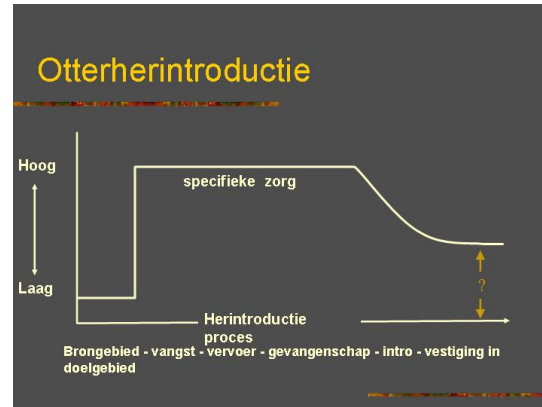 Otterherintroductie
Hoog
specifieke zorg
Laag
?
Herintroductie
proces
Brongebied - vangst - vervoer - gevangenschap - intro - vestiging in
doelgebied